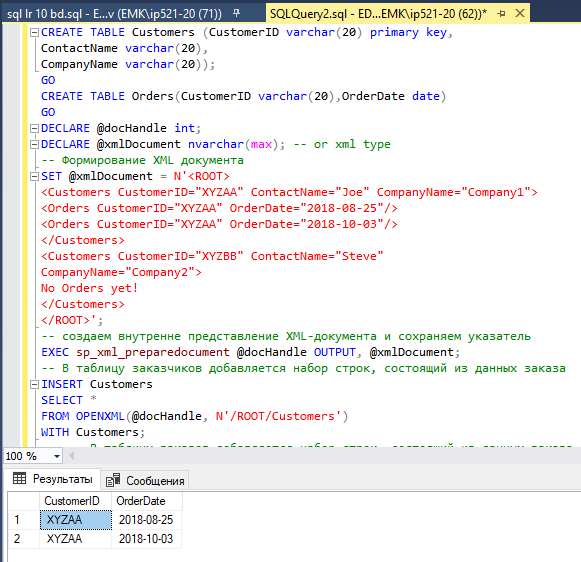 sql lr 10 bd.sql - E...v (EMK\ip521-20 (71))
SQLQuery2.sql - ED...EMK\ip521-20 (62))*
CREATE TABLE Customers (CustomerID varchar(20) primary key,
ContactName varchar(20),
CompanyName varchar(20));
GO
CREATE TABLE Orders(CustomerID varchar(20),OrderDate date)
GO
DECLARE @docHandle int;
DECLARE @xmlDocument nvarchar(max); -- or xml type
-- Формирование XML документа
SET @xmlDocument = N'<ROOT>
<Customers CustomerID="XYZAA" ContactName="Joe" CompanyName="Company1">
<Orders CustomerID="XYZAA" OrderDate="2018-08-25"/>
<Orders CustomerID="XYZAA" OrderDate="2018-10-03"/>
</Customers>
<Customers CustomerID="XYZBB" ContactName="Steve"
CompanyName="Company2">
No Orders yet!
</Customers>
</ROOT>';
-- создаем внутренне представление XML-документа и сохраняем указатель
EXEC sp_xml_preparedocument @docHandle OUTPUT, @xmlDocument;
-- В таблицу заказчиков добавляется набор строк, состоящий из данных заказа
INSERT Customers
SELECT *
FROM OPENXML(@docHandle, N'/ROOT/Customers')
WITH Customers;
100 %
Результаты
Сообщения
CustomerID OrderDate
1 XYZAA 2018-08-25
2 XYZAA 2018-10-03